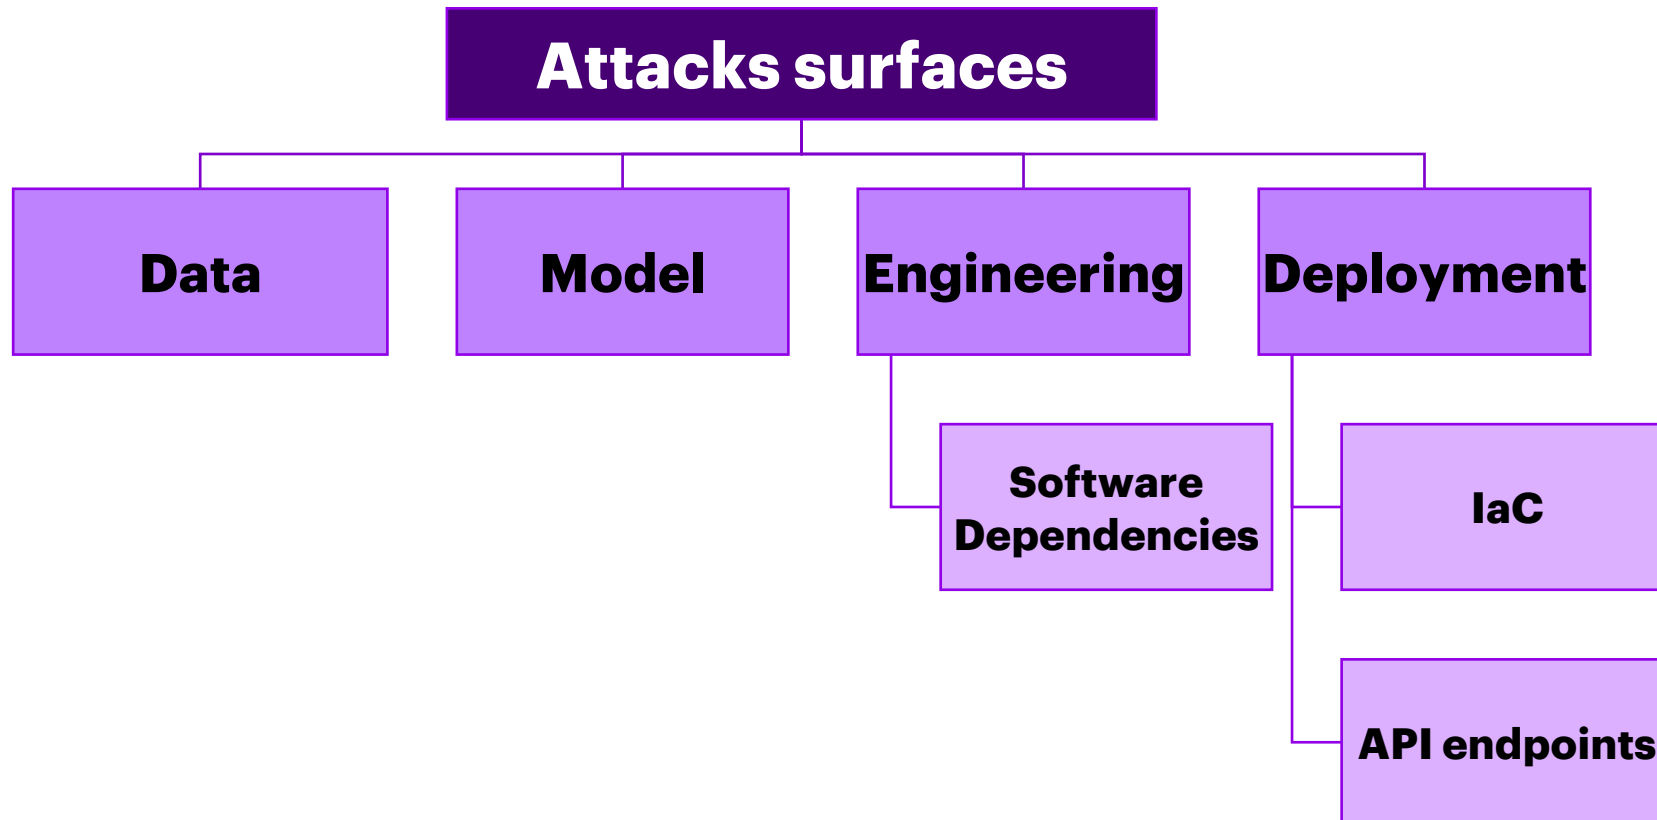 Attacks surfaces
Data
Model
Engineering
Deployment
Software
Dependencies
IaC
API endpoints